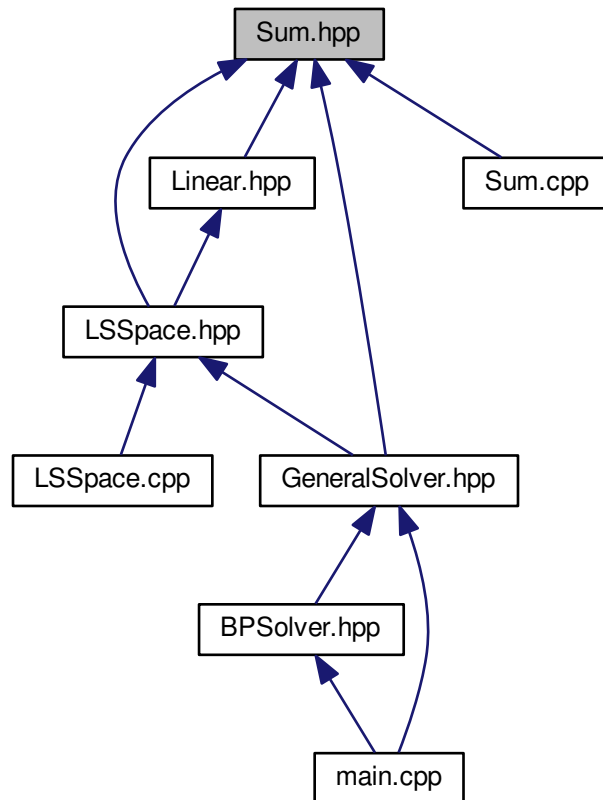 Sum.hpp
Linear.hpp
Sum.cpp
LSSpace.hpp
LSSpace.cpp
GeneralSolver.hpp
BPSolver.hpp
main.cpp